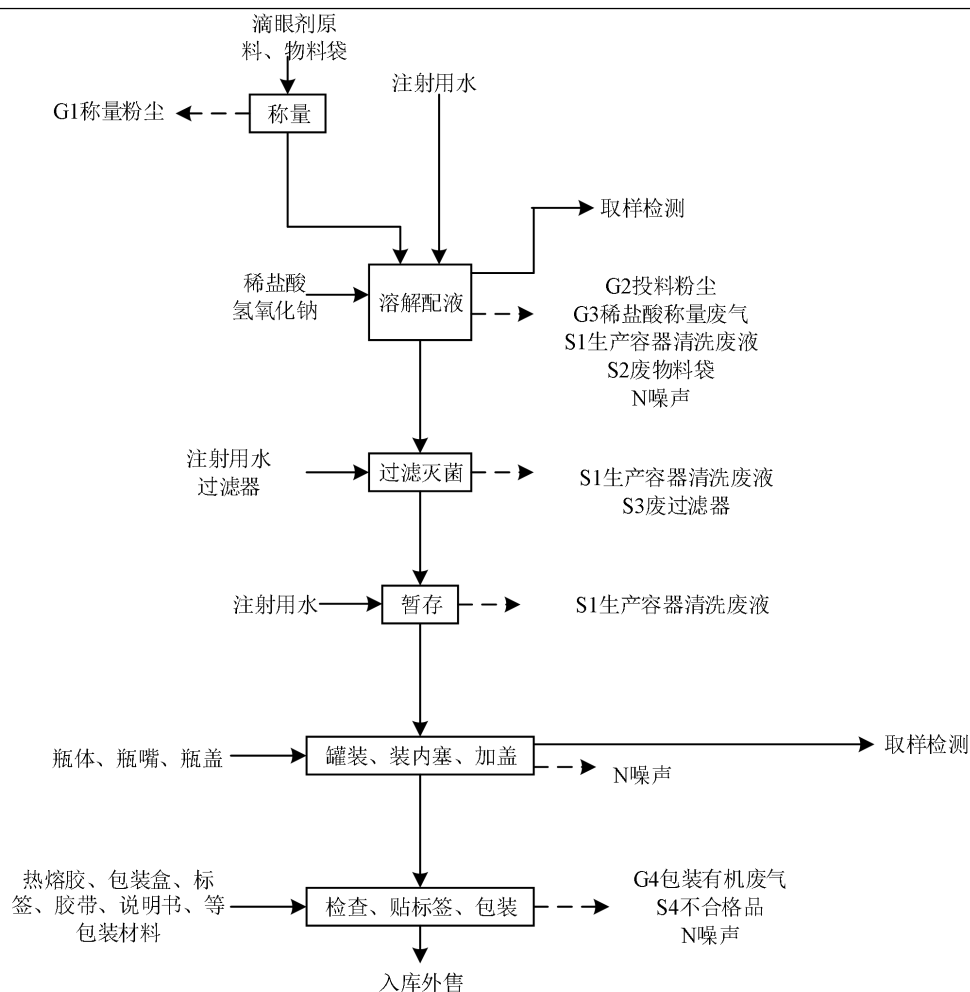 滴眼剂原
料、物料袋
注射用水
G1称量粉尘
称量
取样检测
稀盐酸
氢氧化钠
溶解配液
G2投料粉尘
G3稀盐酸称量废气
S1生产容器清洗废液
S2废物料袋
N噪声
注射用水
过滤器
过滤灭菌
S1生产容器清洗废液
S3废过滤器
注射用水
暂存
S1生产容器清洗废液
瓶体、瓶嘴、瓶盖
罐装、装内塞、加盖
取样检测
N噪声
热熔胶、包装盒、标
签、胶带、说明书、等
包装材料
检查、贴标签、包装
G4包装有机废气
S4不合格品
N噪声
入库外售